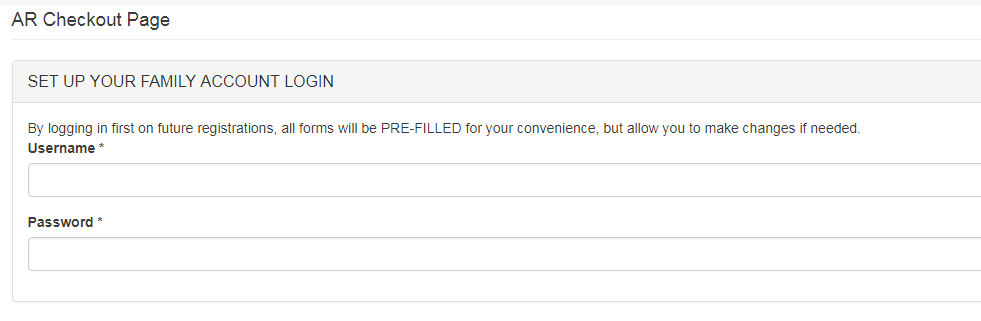 AR Checkout Page
SET UP YOUR FAMILY ACCOUNT LOGIN
By logging in first on future registrations, all forms will be PRE-FILLED for your convenience, but allow you to make changes if needed.
Username *
Password *